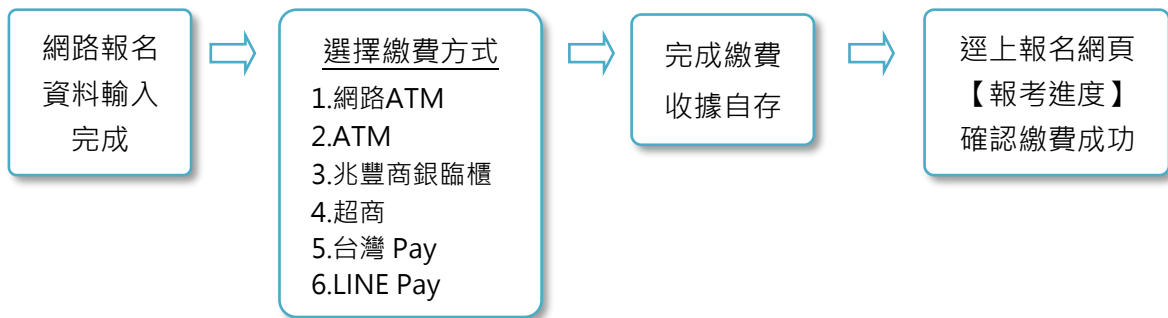 網路報名
資料輸入
完成
選擇繳費方式
1.網路ATM
2.ATM
3.兆豐商銀臨櫃
4.超商
5.台灣 Pay
6.LINE Pay
完成繳費
收據自存
逕上報名網頁
【報考進度】
確認繳費成功